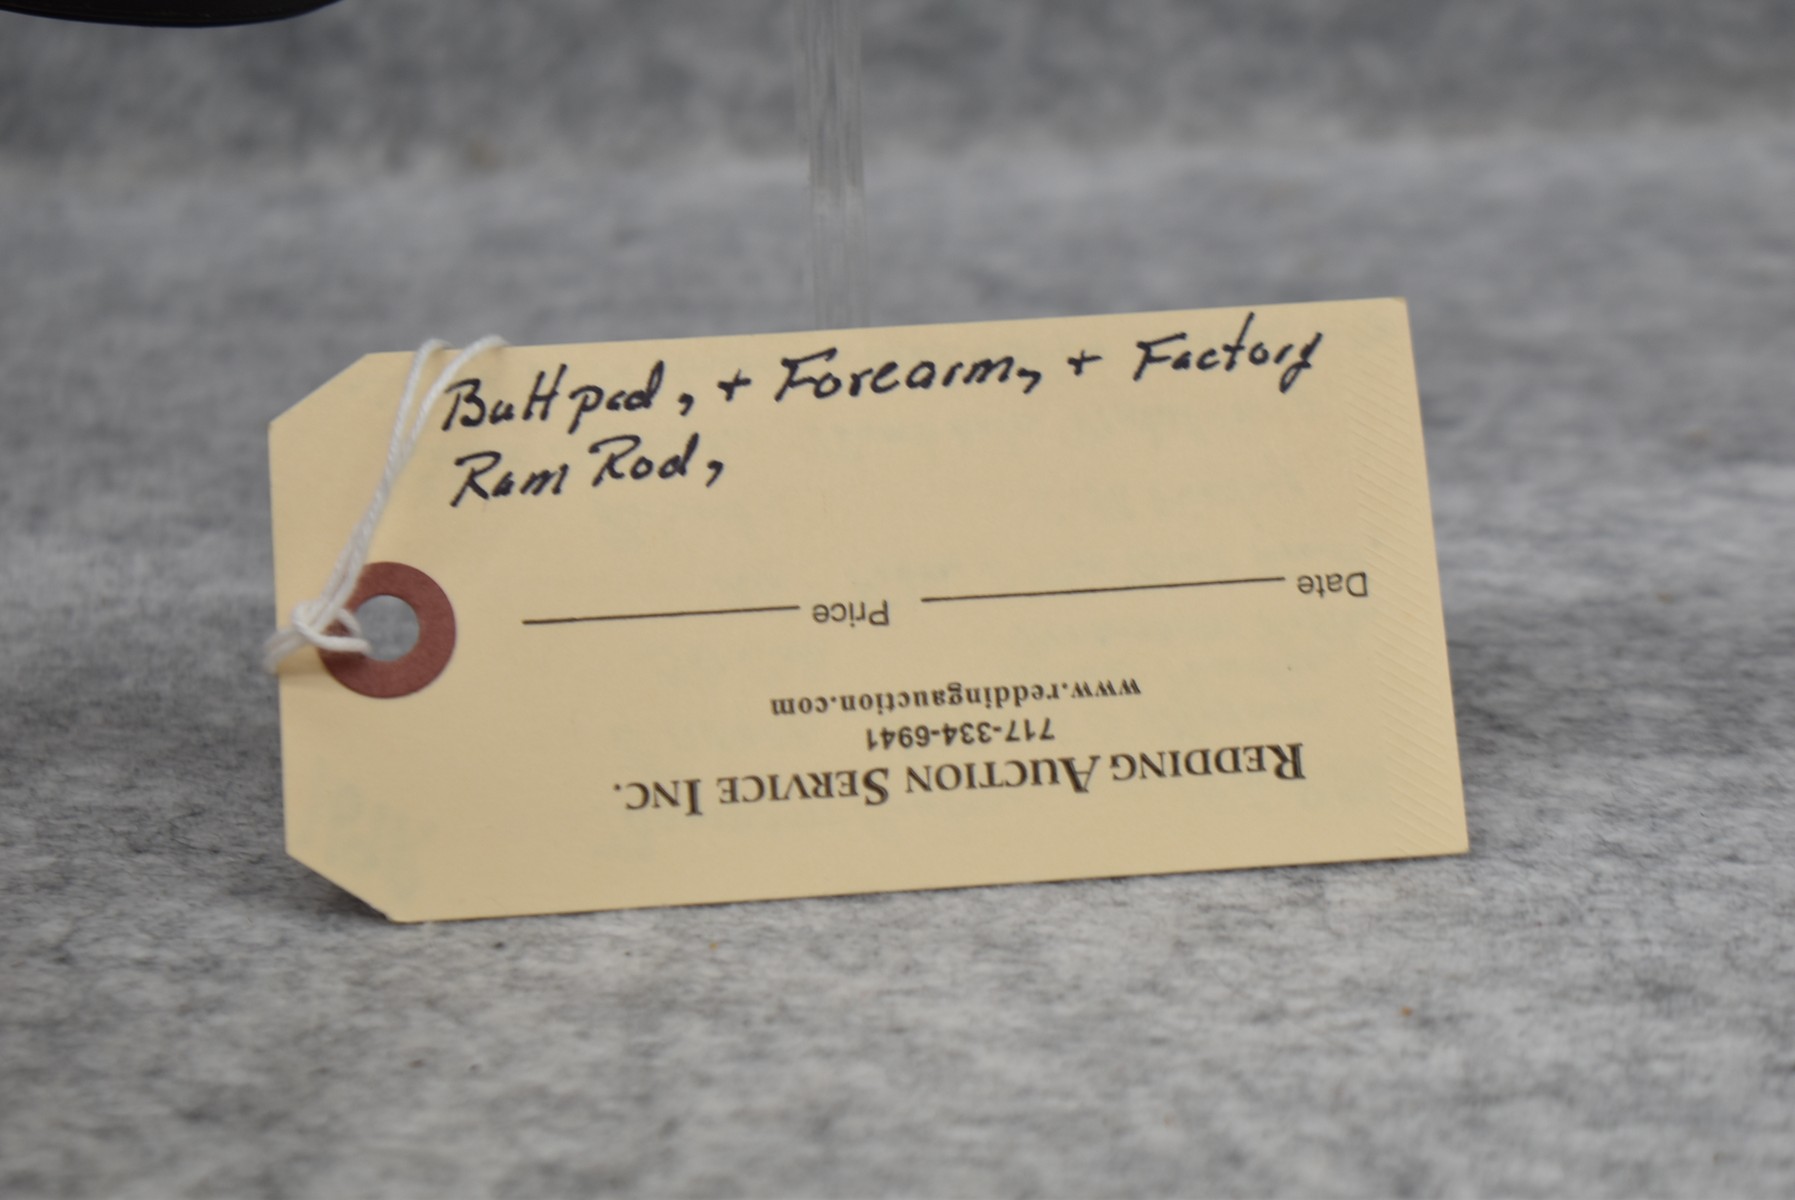 Buttpad, + Forearm, + Factory
Ram Rod,
Date Price
www.reddingauction.com
717-334-6941
REDDING AUCTION SERVICE INC.